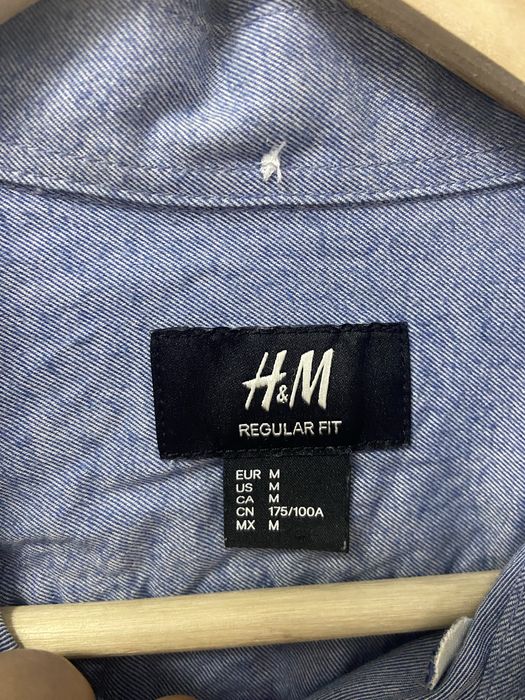 H&M
REGULAR FIT
EUR M
US M
CA M
CN 175/100A
MX M